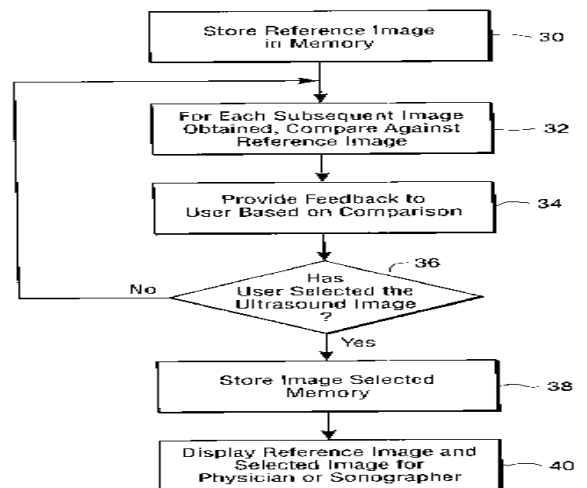 Store Reference Image
in Memory
30
For Each Subsequent Image
Obtained, Compare Against
Reference Image
32
Provide Feedback to
User Based on Comparison
34
36
Has
User Selected the
Ultrasound Image
?
No
Yes
Store Image Selected
Memory
38
Display Reference Image and
Selected Image for
Physician or Sonographer
40